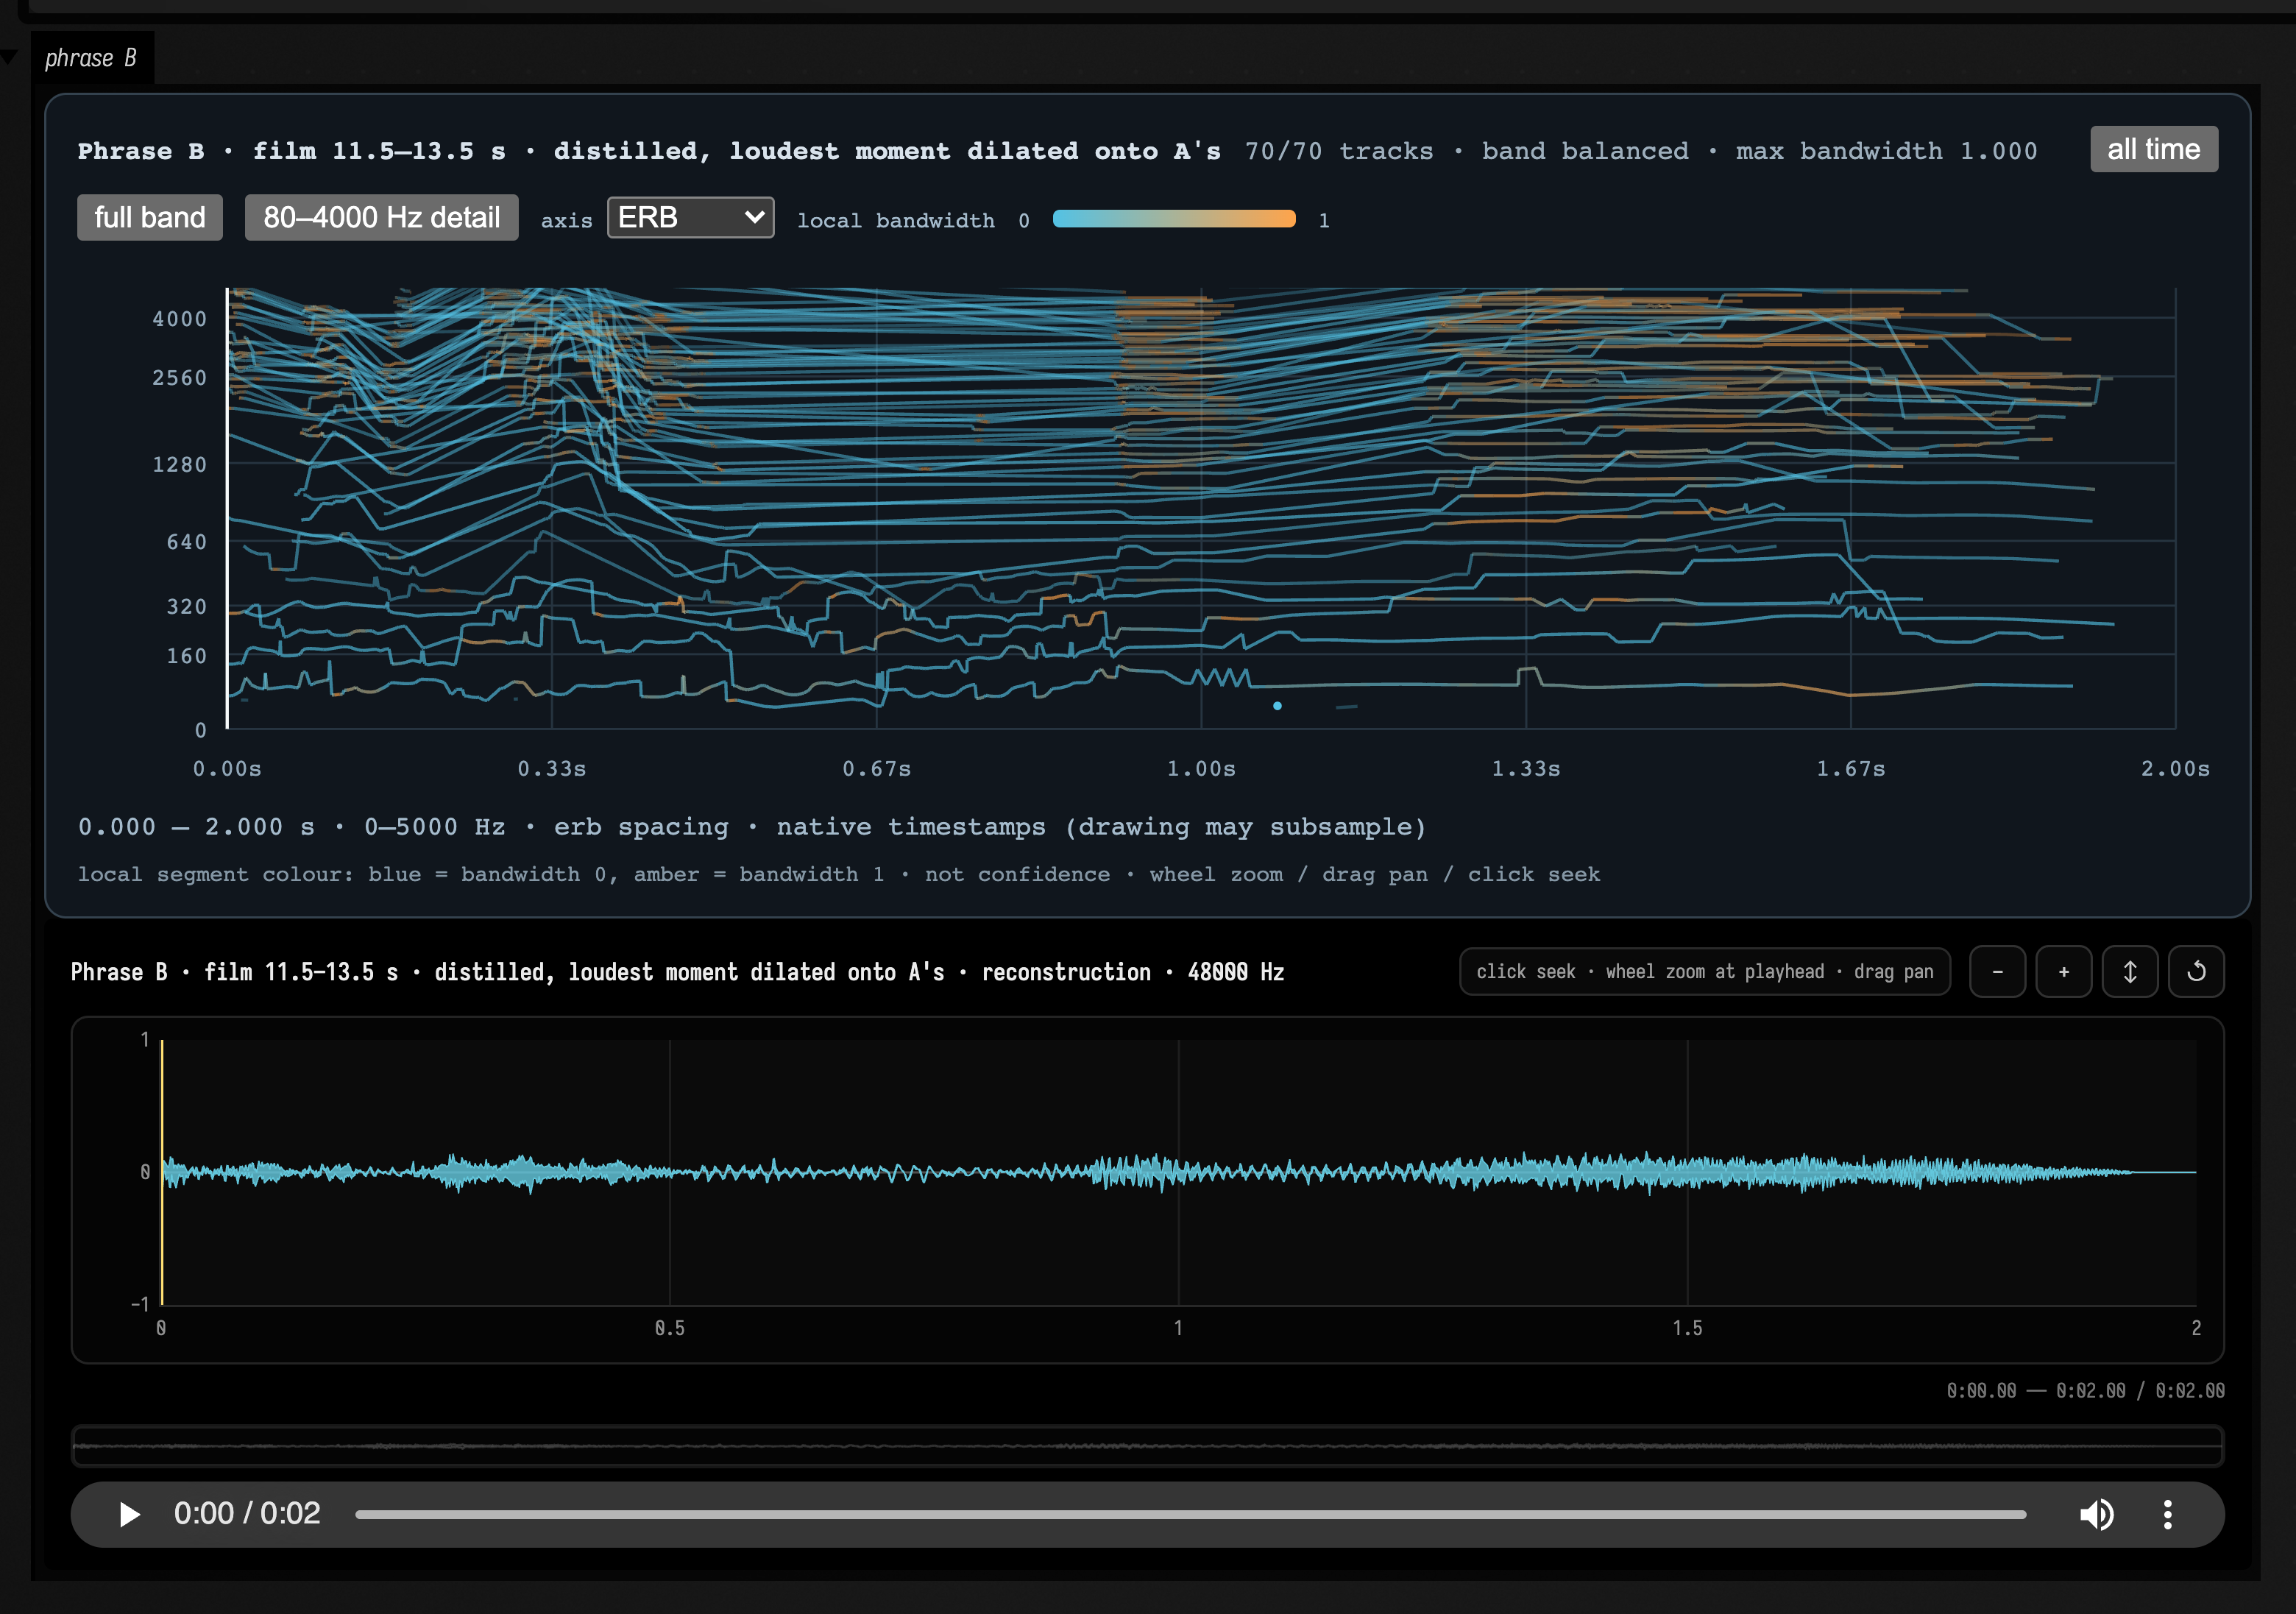 phrase B
Phrase B · film 11.5–13.5 s · distilled, loudest moment dilated onto A's 70/70 tracks · band balanced · max bandwidth 1.000 all time
full band 80–4000 Hz detail axis ERB local bandwidth 0 1
4000
2560
1280
640
320
160
0
0.00s 0.33s 0.67s 1.00s 1.33s 1.67s 2.00s
0.000 – 2.000 s · 0–5000 Hz · erb spacing · native timestamps (drawing may subsample)
local segment colour: blue = bandwidth 0, amber = bandwidth 1 · not confidence · wheel zoom / drag pan / click seek
Phrase B · film 11.5–13.5 s · distilled, loudest moment dilated onto A's · reconstruction · 48000 Hz click seek · wheel zoom at playhead · drag pan − + ↕ ↺
1
0
-1
0 0.5 1 1.5 2
0:00.00 — 0:02.00 / 0:02.00
0:00 / 0:02